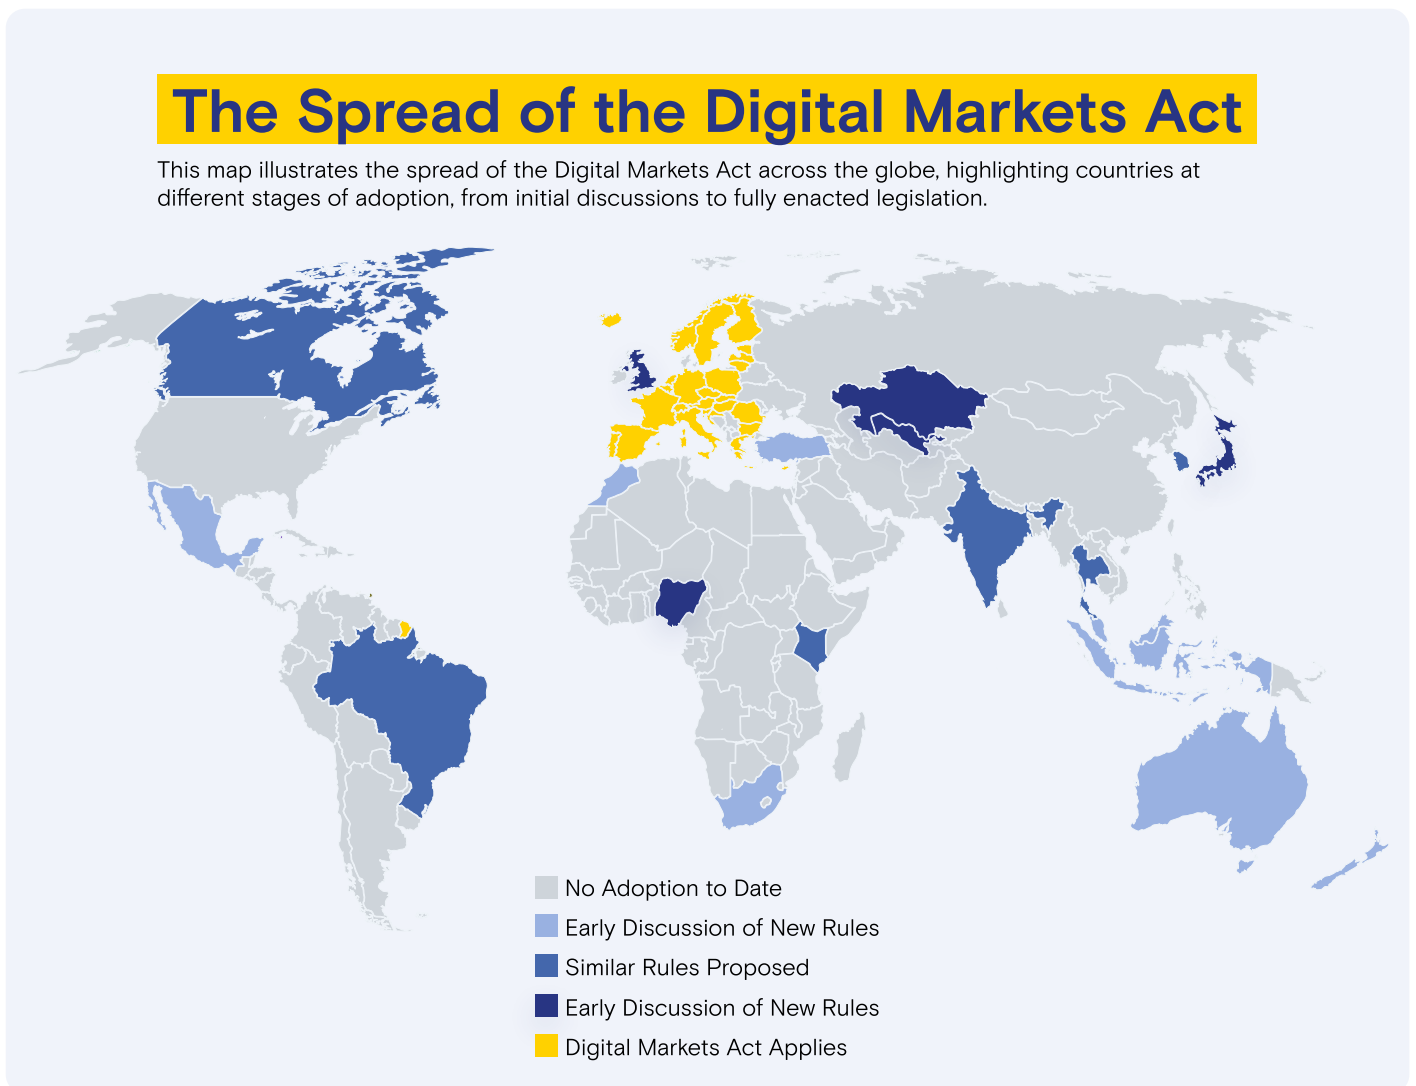 The Spread of the Digital Markets Act
This map illustrates the spread of the Digital Markets Act across the globe, highlighting countries at
different stages of adoption, from initial discussions to fully enacted legislation.
No Adoption to Date
Early Discussion of New Rules
Similar Rules Proposed
Early Discussion of New Rules
Digital Markets Act Applies